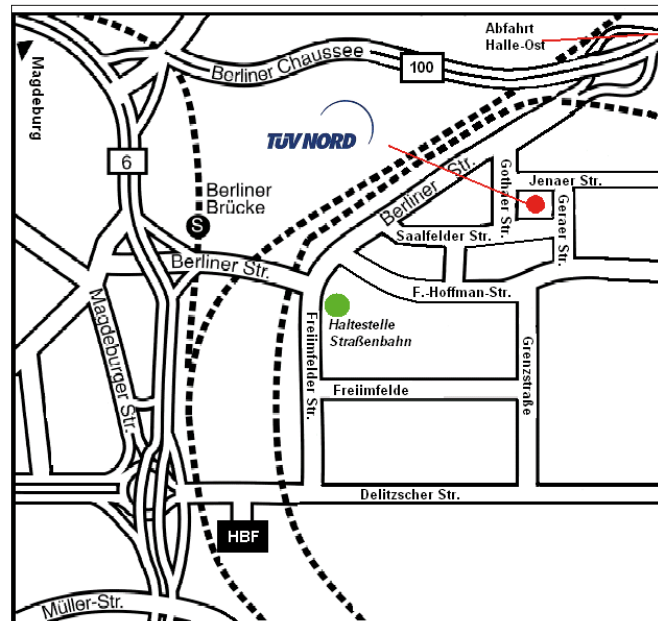 Abfahrt
Halle-Ost
Berliner Chaussee
100
Magdeburg
TÜV NORD
6
Gothaer Str.
Jenaer Str.
Berliner Str.
Berliner
Brücke
S
Geraer Str.
Saalfelder Str.
Berliner Str.
F.-Hoffman-Str.
Magdeburger Str.
Freiimfelder Str.
Haltestelle
Straßenbahn
Grenzstraße
Freiimfelde
Delitzscher Str.
HBF
Müller-Str.